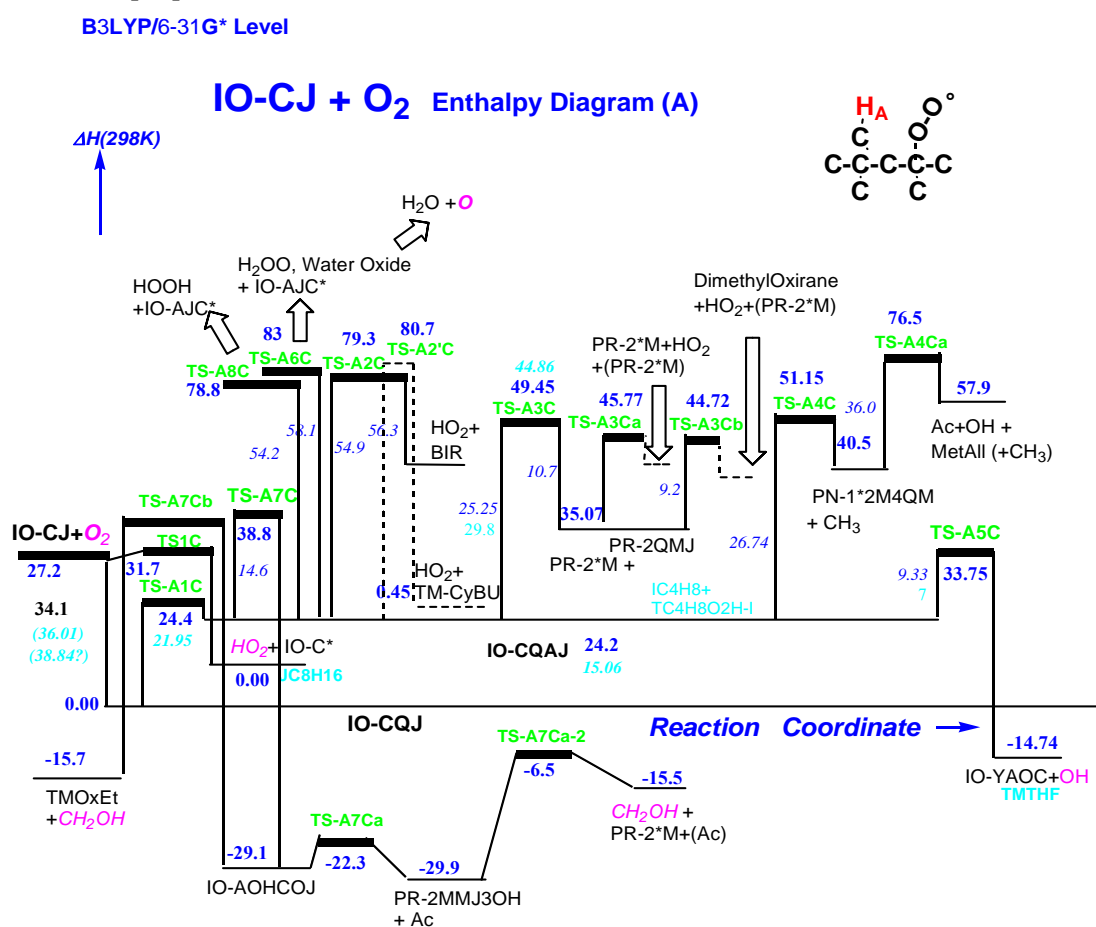 B3LYP/6-31G* Level
IO-CJ + O2 Enthalpy Diagram (A)
ΔH(298K)
HA
O
O
C
C-C-C-C-C
C
C
H2O +O
H2OO, Water Oxide
+ IO-AJC*
HOOH
+IO-AJC*
DimethylOxirane
+HO2+(PR-2*M)
PR-2*M+HO2
+(PR-2*M)
83
79.3
80.7
76.5
TS-A8C
TS-A6C
TS-A2C
TS-A2'C
TS-A4Ca
78.8
44.86
49.45
45.77
44.72
51.15
57.9
TS-A3C
TS-A3Ca
TS-A3Cb
TS-A4C
36.0
58.1
56.3
54.2
54.9
HO2+
BIR
10.7
40.5
Ac+OH +
MetAll (+CH3)
TS-A7Cb
TS-A7C
25.25
29.8
9.2
35.07
PN-1*2M4QM
+ CH3
IO-CJ+O2
TS1C
38.8
PR-2QMJ
PR-2*M +
26.74
TS-A5C
27.2
31.7
14.6
TS-A1C
0.45
HO2+
TM-CyBU
IC4H8+
TC4H8O2H-I
9.33
7
33.75
34.1
24.4
(36.01)
21.95
(38.84?)
HO2+ IO-C*
IO-CQAJ
24.2
15.06
0.00
JC8H16
0.00
IO-CQJ
Reaction Coordinate
TS-A7Ca-2
-15.7
-6.5
-15.5
-14.74
TMOxEt
+CH2OH
IO-YAOC+OH
TMTHF
CH2OH +
PR-2*M+(Ac)
TS-A7Ca
-29.1
-22.3
-29.9
IO-AOHCOJ
PR-2MMJ3OH
+ Ac